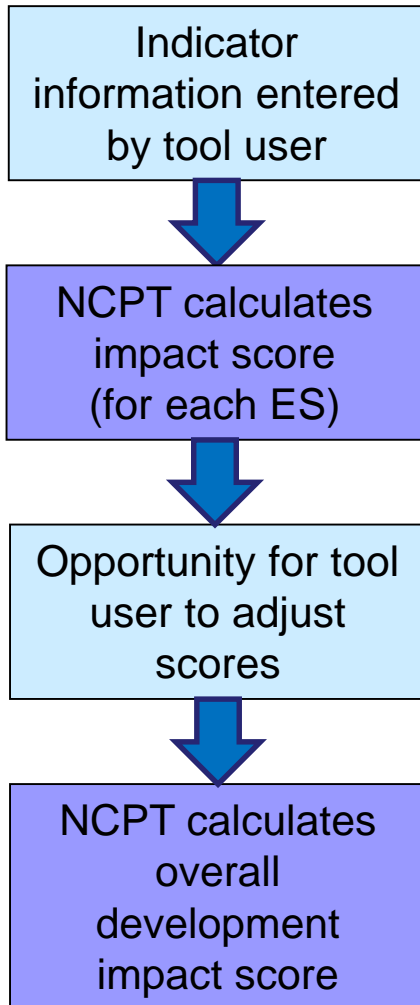 Indicator
information entered
by tool user
NCPT calculates
impact score
(for each ES)
Opportunity for tool
user to adjust
scores
NCPT calculates
overall
development
impact score